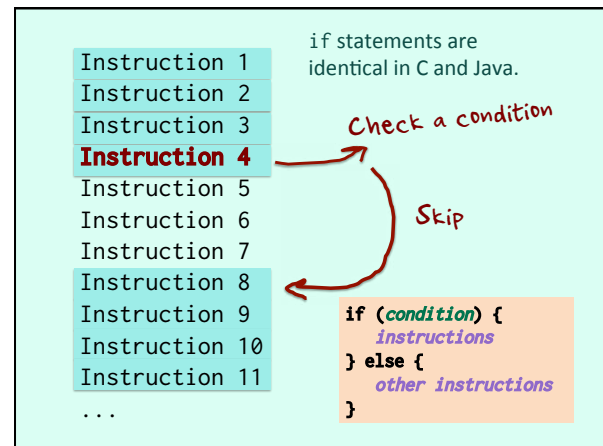 if statements are
identical in C and Java.
Instruction 1
Instruction 2
Instruction 3
Instruction 4
Instruction 5
Instruction 6
Instruction 7
Instruction 8
Instruction 9
Instruction 10
Instruction 11
...
Check a condition
Skip
if (condition) {
instructions
} else {
other instructions
}